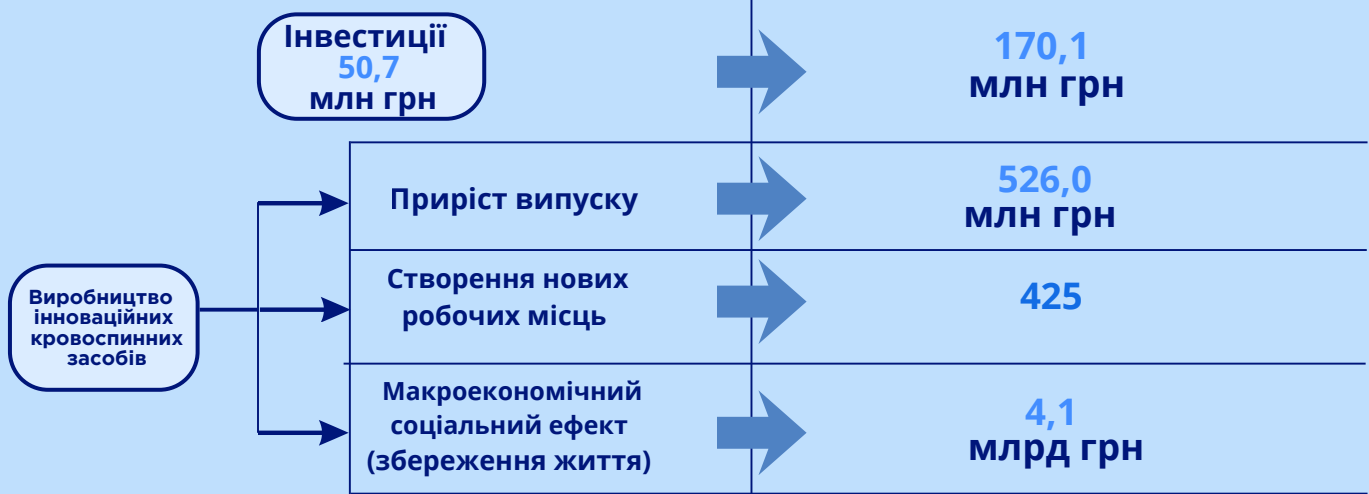 Інвестиції
50,7
млн грн
170,1
млн грн
Приріст випуску
526,0
млн грн
Виробництво
інноваційних
кровоспинних
засобів
Створення нових
робочих місць
425
Макроекономічний
соціальний ефект
(збереження життя)
4,1
млрд грн